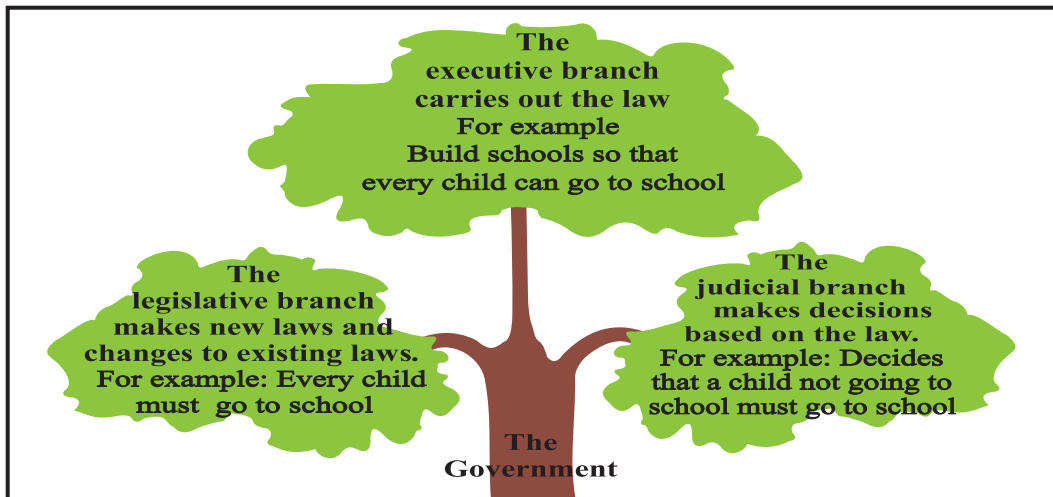 The
executive branch
carries out the law
For example
Build schools so that
every child can go to school
The
legislative branch
makes new laws and
changes to existing laws.
For example: Every child
must go to school
The
judicial branch
makes decisions
based on the law.
For example: Decides
that a child not going to
school must go to school
The
Government